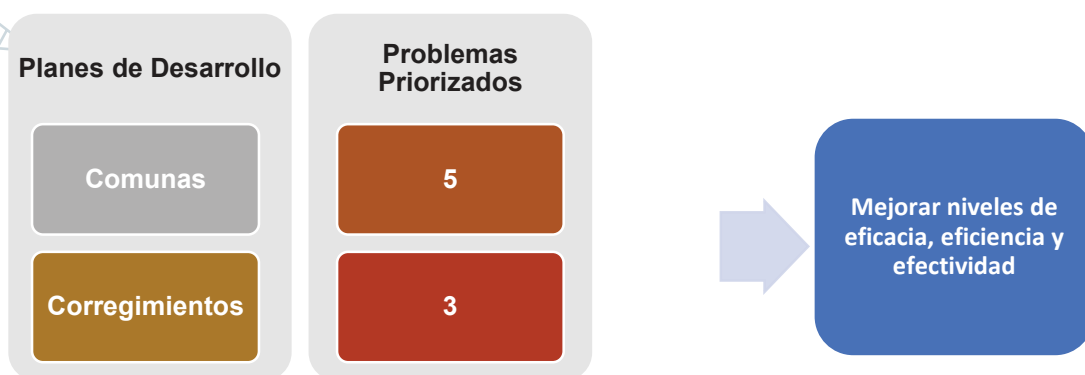 Planes de Desarrollo
Comunas
Corregimientos
Problemas
Priorizados
5
3
Mejorar niveles de
eficacia, eficiencia y
efectividad